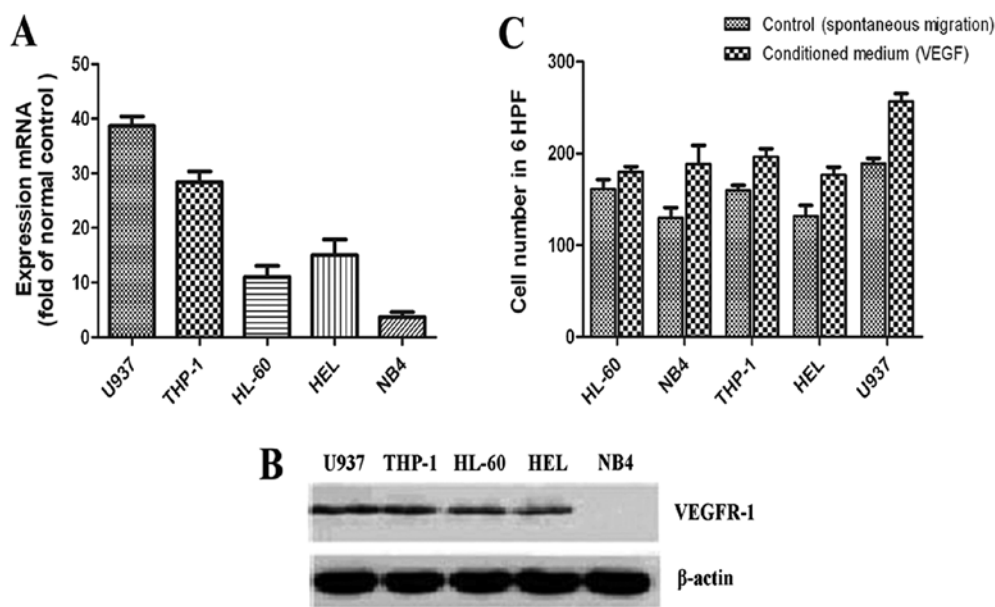 A
Expression mRNA
(fold of normal control )
50
40
30
20
10
0
U937
THP-1
HL-60
HEL
NB4
C
Control (spontaneous migration)
Conditioned medium (VEGF)
Cell number in 6 HPF
300
200
100
0
HL-60
NB4
THP-1
HEL
U937
B
U937 THP-1 HL-60 HEL NB4
VEGFR-1
β-actin